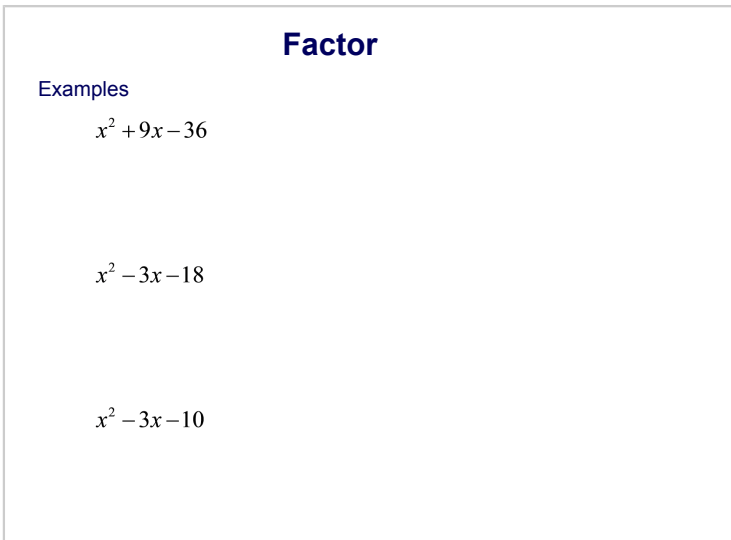 Factor
Examples
x² + 9x − 36
x² − 3x − 18
x² − 3x − 10